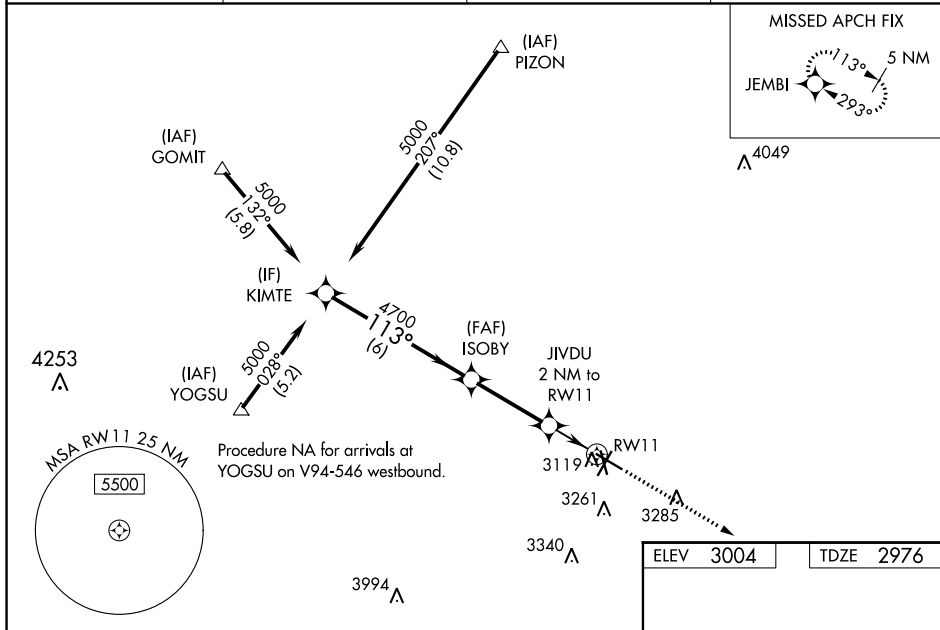 MISSED APCH FIX
113°
5 NM
JEMBI
293°
(IAF)
PIZON
5000
207°
(10.8)
4049
(IAF)
GOMIT
5000
132°
(5.8)
(IF)
KIMTE
4700
113°
(6)
(FAF)
ISOBY
JIVDU
2 NM to
RW11
4253
(IAF)
YOGSU
5000
028°
(5.2)
Procedure NA for arrivals at
YOGSU on V94-546 westbound.
RW11
3119
3261
3285
3340
3994
MSA RW11 25 NM
5500
ELEV 3004
TDZE 2976